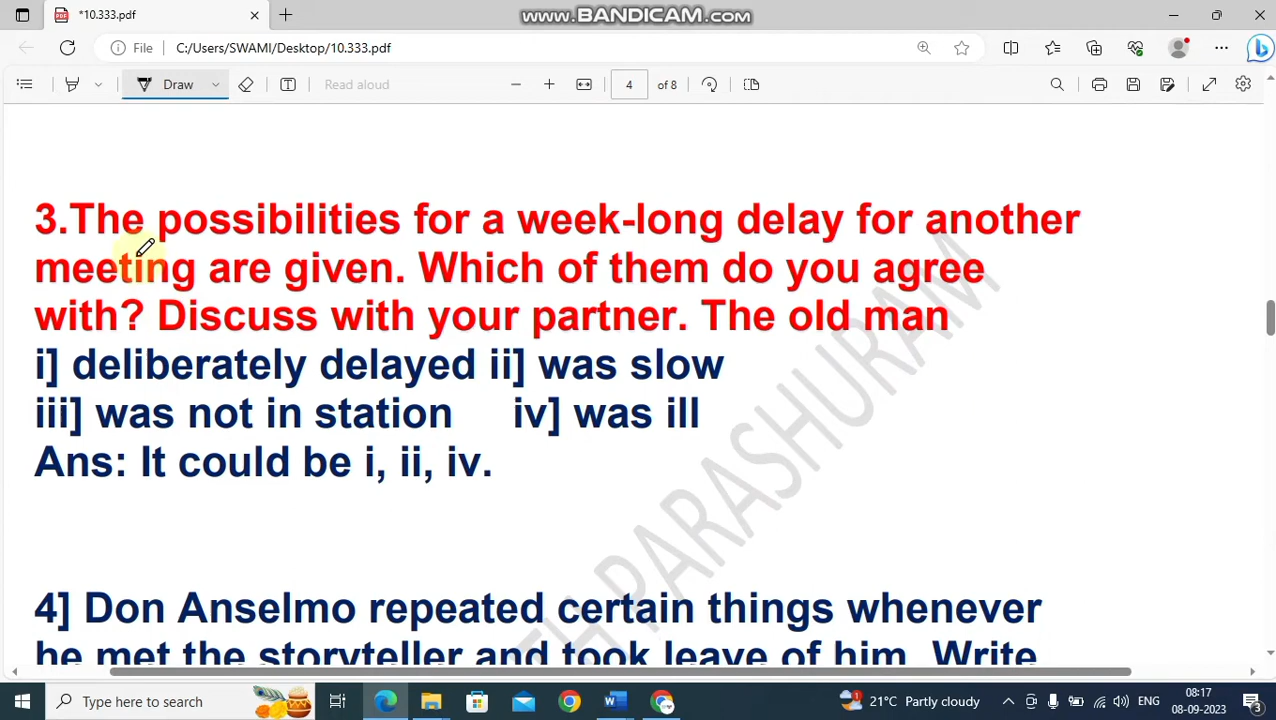 *10.333.pdf
www.BANDICAM.com
File C:/Users/SWAMI/Desktop/10.333.pdf
Draw Read aloud 4 of 8
3.The possibilities for a week-long delay for another
meeting are given. Which of them do you agree
with? Discuss with your partner. The old man
i] deliberately delayed ii] was slow
iii] was not in station iv] was ill
Ans: It could be i, ii, iv.
4] Don Anselmo repeated certain things whenever
he met the storyteller and took leave of him. Write
PARASHURAM
Type here to search
1 21°C Partly cloudy ENG 08:17
08-09-2023 3